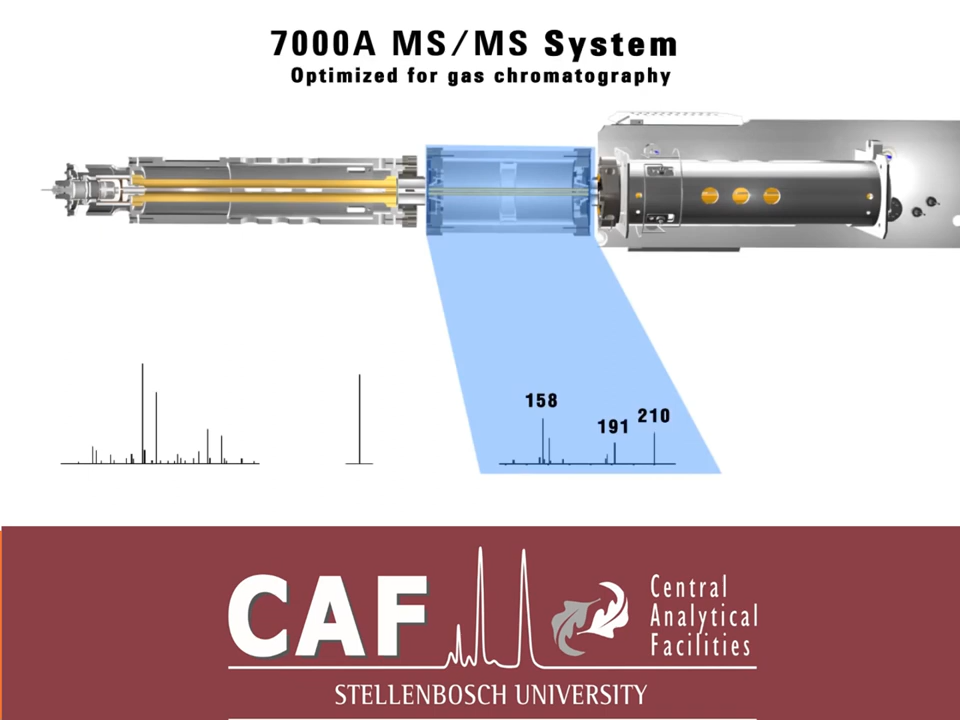 7000A MS/MS System
Optimized for gas chromatography
158
191
210
CAF
Central
Analytical
Facilities
STELLENBOSCH UNIVERSITY